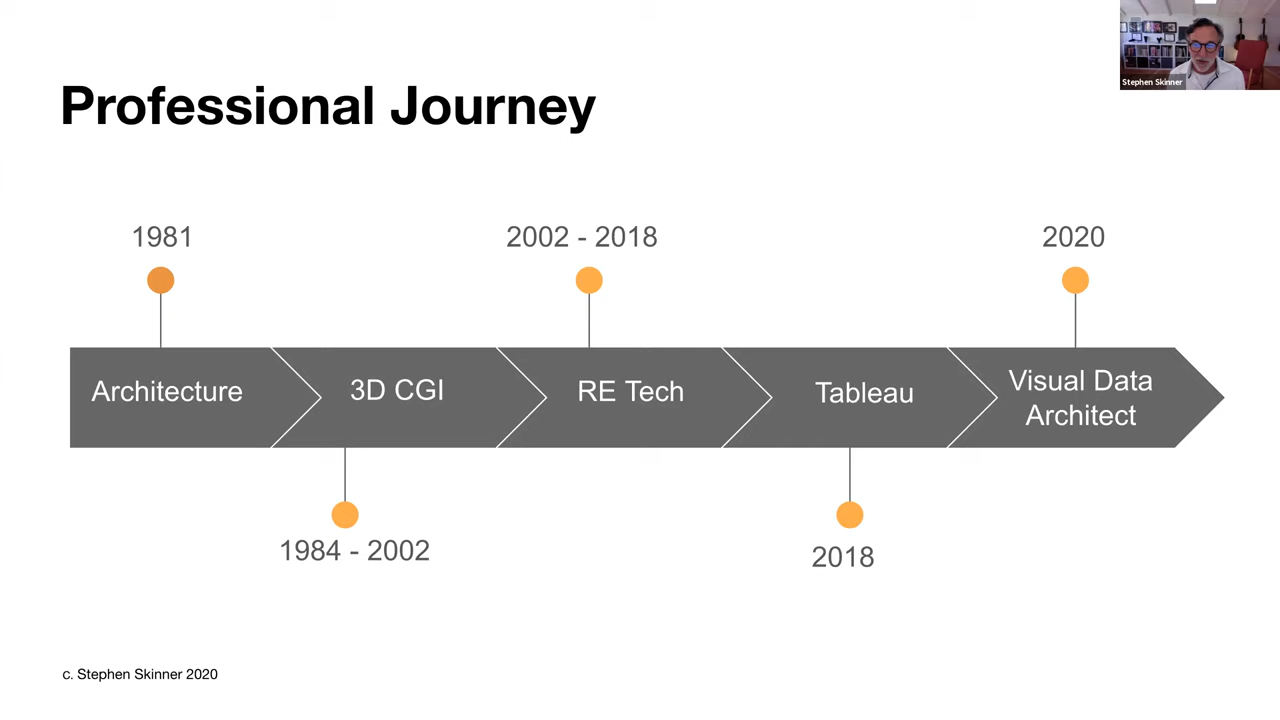 Stephen Skinner
Professional Journey
1981
2002 - 2018
2020
Architecture
3D CGI
RE Tech
Tableau
Visual Data
Architect
1984 - 2002
2018
c. Stephen Skinner 2020